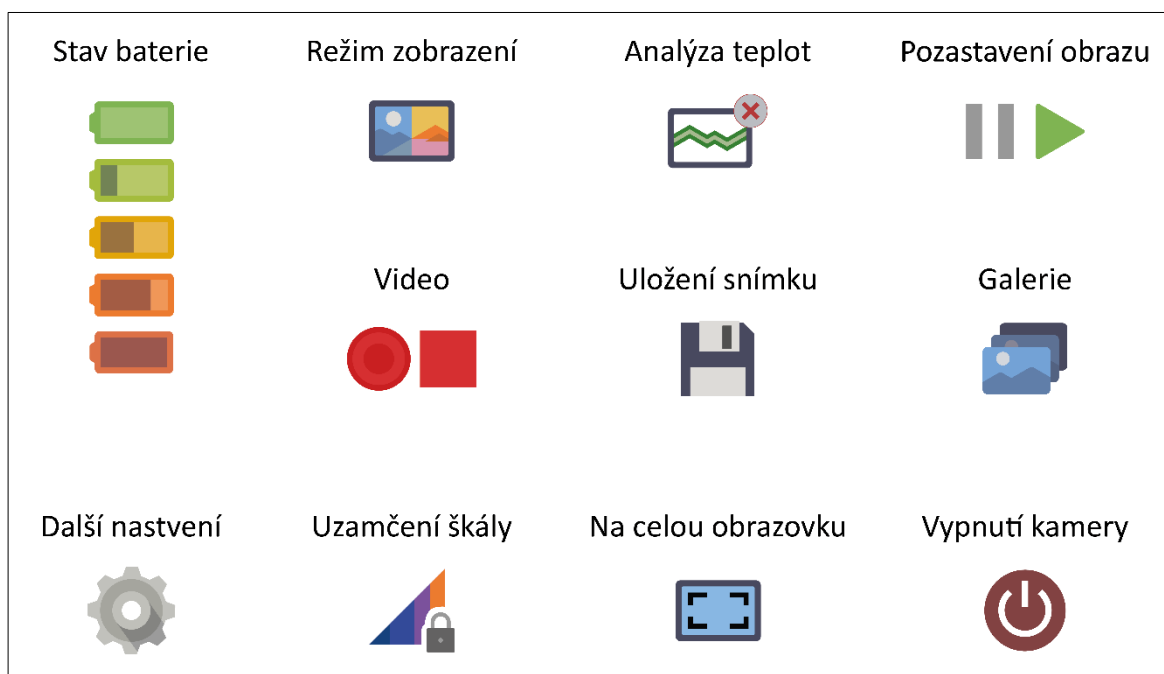 Stav baterie
Režim zobrazení
Analýza teplot
Pozastavení obrazu
Video
Uložení snímku
Galerie
Další nastvení
Uzamčení škály
Na celou obrazovku
Vypnutí kamery